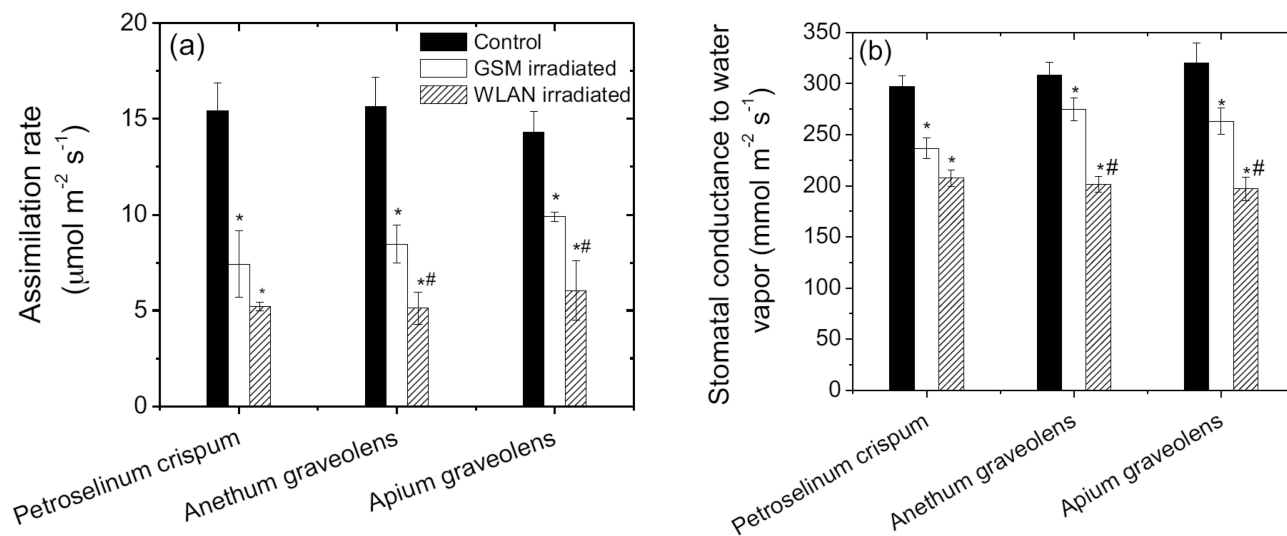 (a)
Control
GSM irradiated
WLAN irradiated
Assimilation rate
(μmol m⁻² s⁻¹)
20
15
10
5
0
*
*
*
*#
*
*#
Petroselinum crispum
Anethum graveolens
Apium graveolens
(b)
Stomatal conductance to water
vapor (mmol m⁻² s⁻¹)
350
300
250
200
150
100
50
0
*
*
*
*#
*
*#
Petroselinum crispum
Anethum graveolens
Apium graveolens